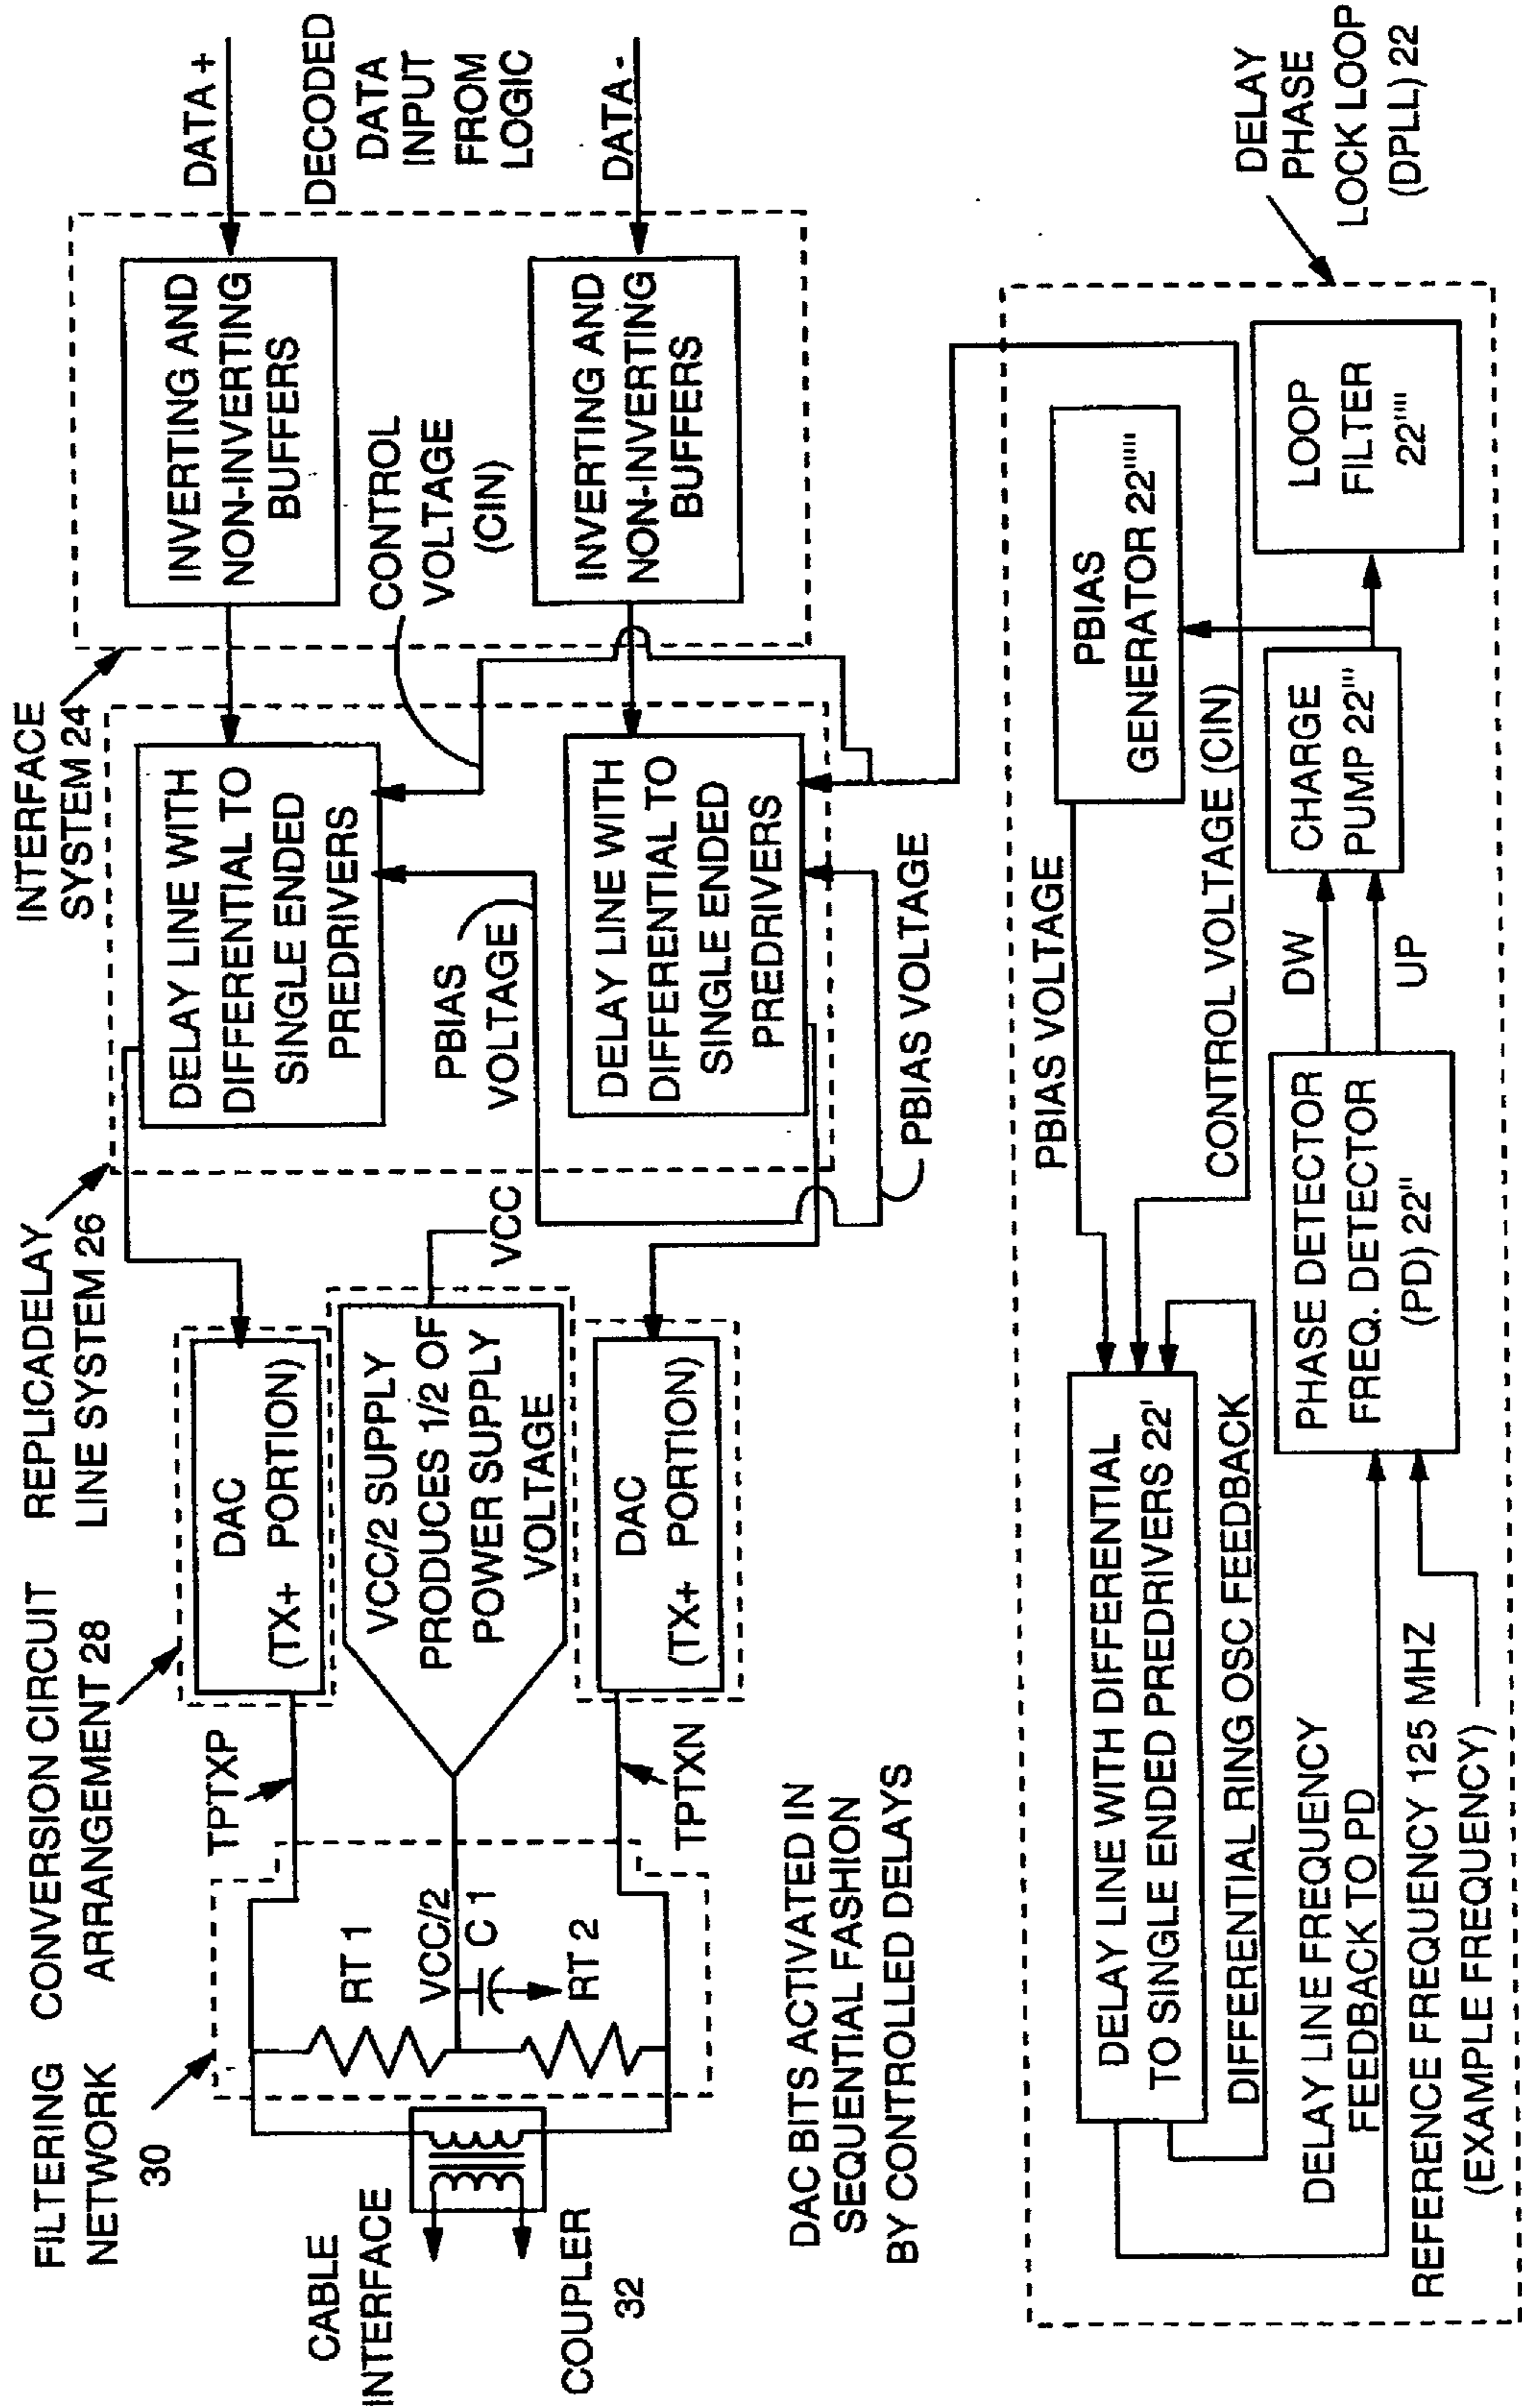 FILTERING
NETWORK
30
CONVERSION CIRCUIT
ARRANGEMENT 28
REPLICADELAY
LINE SYSTEM 26
INTERFACE
SYSTEM 24
CABLE
INTERFACE
COUPLER
32
RT 1
VCC/2
C 1
RT 2
TPTXP
TPTXN
DAC
(TX+ PORTION)
VCC/2 SUPPLY
PRODUCES 1/2 OF
POWER SUPPLY
VOLTAGE
VCC
DAC
(TX+ PORTION)
DELAY LINE WITH
DIFFERENTIAL TO
SINGLE ENDED
PREDRIVERS
PBIAS
VOLTAGE
DELAY LINE WITH
DIFFERENTIAL TO
SINGLE ENDED
PREDRIVERS
PBIAS VOLTAGE
CONTROL
VOLTAGE
(CIN)
INVERTING AND
NON-INVERTING
BUFFERS
INVERTING AND
NON-INVERTING
BUFFERS
DATA +
DECODED
DATA
INPUT
FROM
LOGIC
DATA -
DAC BITS ACTIVATED IN
SEQUENTIAL FASHION
BY CONTROLLED DELAYS
DELAY
PHASE
LOCK LOOP
(DPLL) 22
PBIAS VOLTAGE
PBIAS
GENERATOR 22'''''
CONTROL VOLTAGE (CIN)
DELAY LINE WITH DIFFERENTIAL
TO SINGLE ENDED PREDRIVERS 22'
DIFFERENTIAL RING OSC FEEDBACK
DELAY LINE FREQUENCY
FEEDBACK TO PD
REFERENCE FREQUENCY 125 MHZ
(EXAMPLE FREQUENCY)
PHASE DETECTOR
FREQ. DETECTOR
(PD) 22''
DW
UP
CHARGE
PUMP 22'''
LOOP
FILTER
22''''